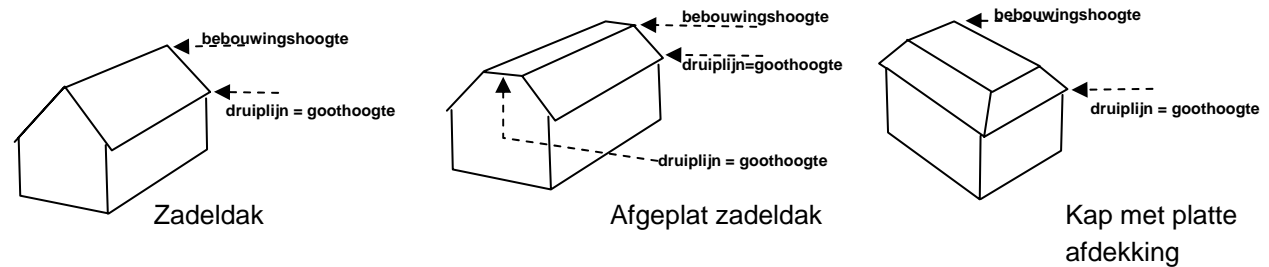 bebouwingshoogte
druiplijn = goothoogte
Zadeldak
bebouwingshoogte
druiplijn=goothoogte
druiplijn = goothoogte
Afgeplat zadeldak
bebouwingshoogte
druiplijn = goothoogte
Kap met platte
afdekking